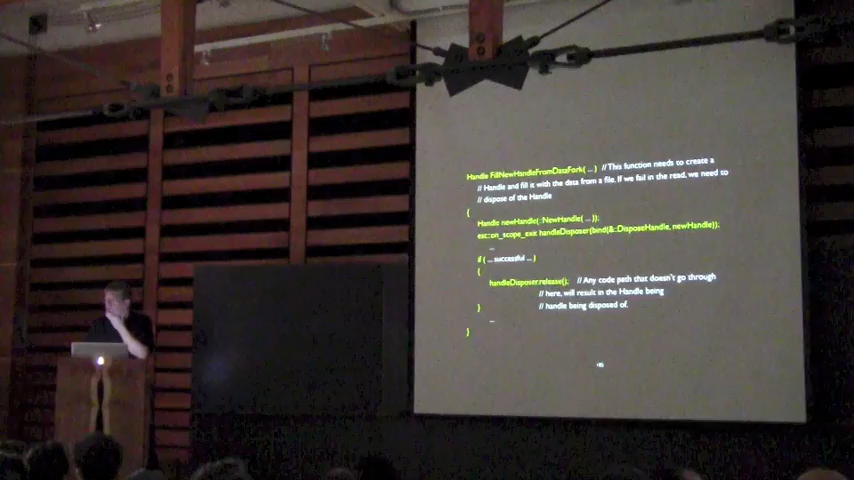 Handle FillNewHandleFromDataFork( ... ) // This function needs to create a
// Handle and fill it with the data from a file. If we fail in the read, we need to
// dispose of the Handle
{
Handle newHandle(::NewHandle( ... ));
esc::on_scope_exit handleDisposer(bind(&::DisposeHandle, newHandle));
...
if ( ... successful ... )
{
handleDisposer.release(); // Any code path that doesn't go through
// here, will result in the Handle being
// handle being disposed of.
}
...
}